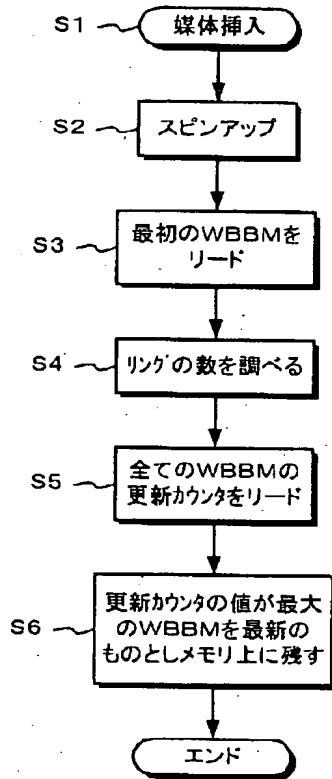 S1
媒体挿入
S2
スピンアップ
S3
最初のWBBMを
リード
S4
リングの数を調べる
S5
全てのWBBMの
更新カウンタをリード
S6
更新カウンタの値が最大
のWBBMを最新の
ものとしメモリ上に残す
エンド